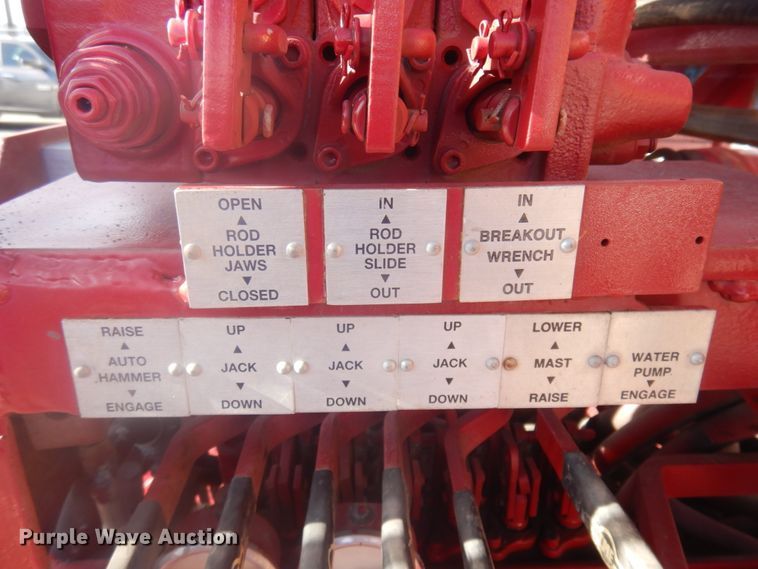 OPEN
▲
ROD
HOLDER
JAWS
▼
CLOSED
IN
▲
ROD
HOLDER
SLIDE
▼
OUT
IN
▲
BREAKOUT
WRENCH
▼
OUT
RAISE
▲
AUTO
HAMMER
▼
ENGAGE
UP
▲
JACK
▼
DOWN
UP
▲
JACK
▼
DOWN
UP
▲
JACK
▼
DOWN
LOWER
▲
MAST
▼
RAISE
WATER
PUMP
▼
ENGAGE
Purple Wave Auction